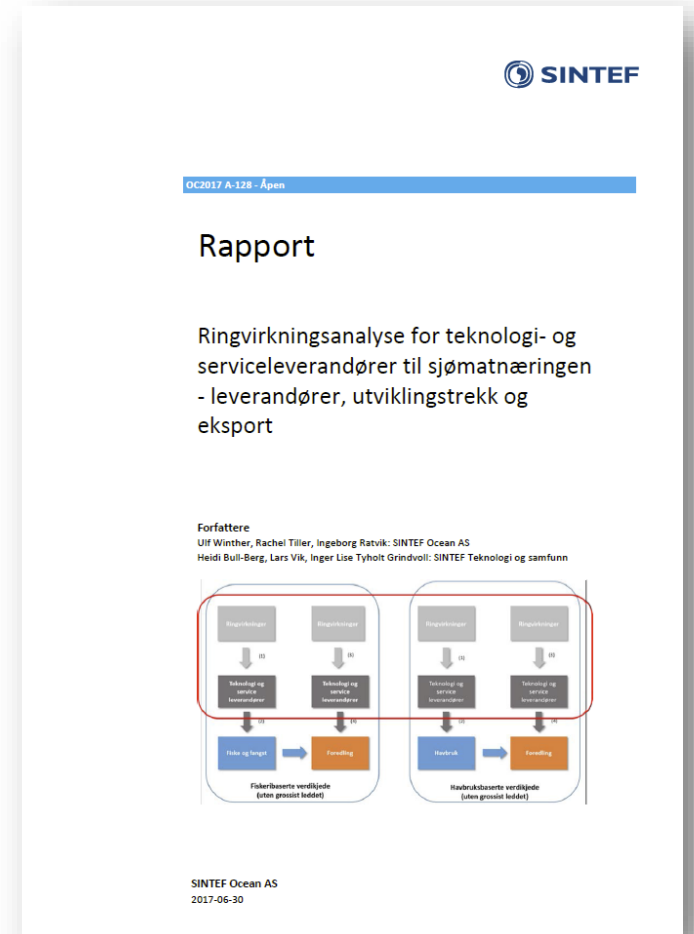 SINTEF
OC2017 A-128 - Åpen
Rapport
Ringvirkningsanalyse for teknologi- og
serviceleverandører til sjømatnæringen
- leverandører, utviklingstrekk og
eksport
Forfattere
Ulf Winther, Rachel Tiller, Ingeborg Ratvik: SINTEF Ocean AS
Heidi Bull-Berg, Lars Vik, Inger Lise Tyholt Grindvoll: SINTEF Teknologi og samfunn
Ringvirkninger
Ringvirkninger
Ringvirkninger
Ringvirkninger
Teknologi og
service
leverandører
Teknologi og
service
leverandører
Teknologi og
service
leverandører
Teknologi og
service
leverandører
Fiske og fangst
Foredling
Havbruk
Foredling
Fiskeribaserte verdikjede
(uten grossist leddet)
Havbruksbaserte verdikjede
(uten grossist leddet)
SINTEF Ocean AS
2017-06-30